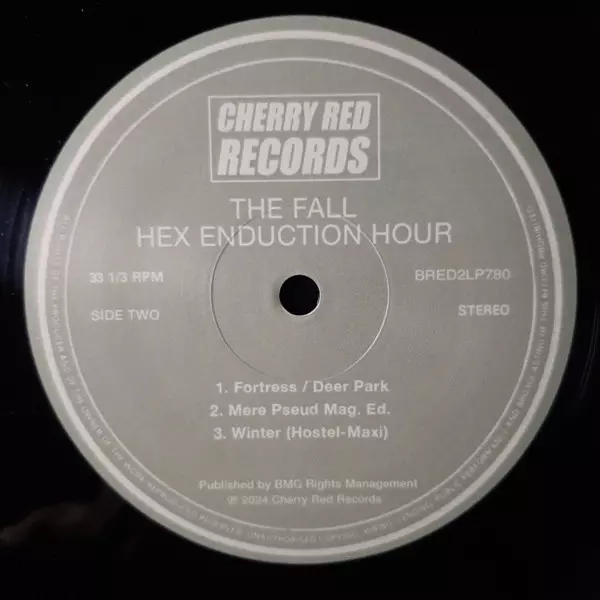 CHERRY RED
RECORDS
THE FALL
HEX ENDUCTION HOUR
33 1/3 RPM
BRED2LP790
SIDE TWO
STEREO
1. Fortress / Deer Park
2. Mere Pseud Mag. Ed.
3. Winter (Hostel-Maxi)
Published by BMG Rights Management
℗ 2024 Cherry Red Records